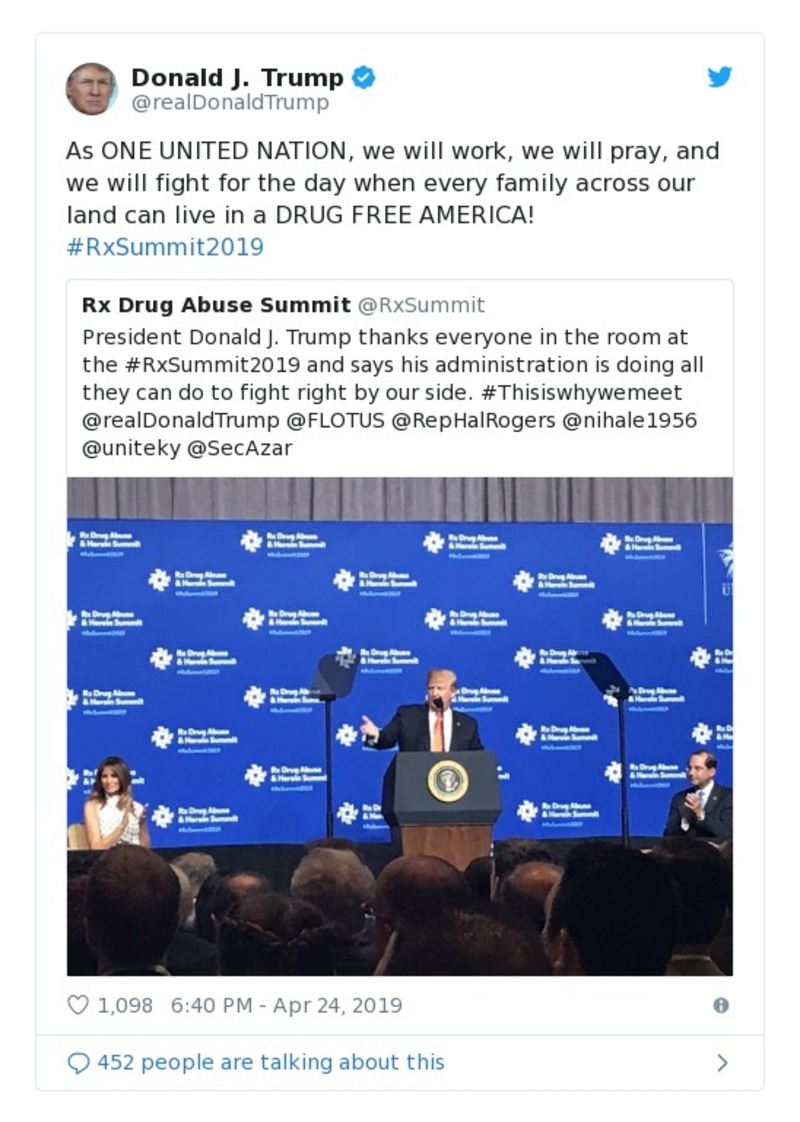 Donald J. Trump
@realDonaldTrump
As ONE UNITED NATION, we will work, we will pray, and
we will fight for the day when every family across our
land can live in a DRUG FREE AMERICA!
#RxSummit2019
Rx Drug Abuse Summit @RxSummit
President Donald J. Trump thanks everyone in the room at
the #RxSummit2019 and says his administration is doing all
they can do to fight right by our side. #Thisiswhywemeet
@realDonaldTrump @FLOTUS @RepHalRogers @nihale1956
@uniteky @SecAzar
Rx Drug Abuse
& Heroin Summit
#RxSummit2019
1,098 6:40 PM - Apr 24, 2019
452 people are talking about this